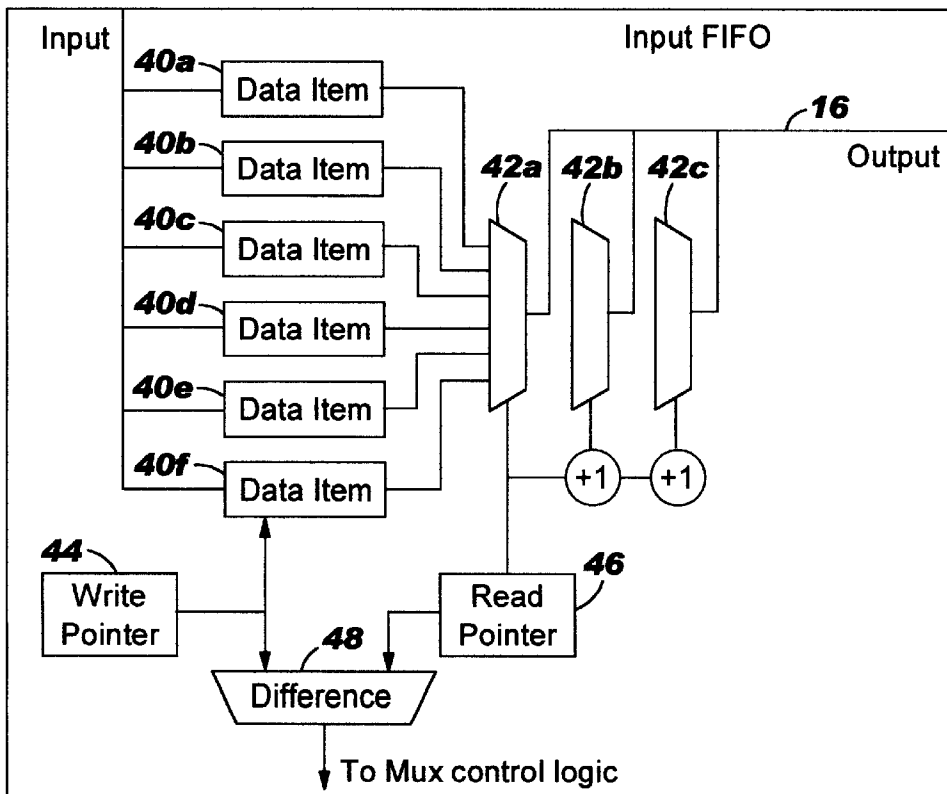 Input
Input FIFO
40a
Data Item
16
40b
Data Item
Output
42a
42b
42c
40c
Data Item
40d
Data Item
40e
Data Item
40f
Data Item
+1
+1
44
46
Write
Pointer
Read
Pointer
48
Difference
To Mux control logic